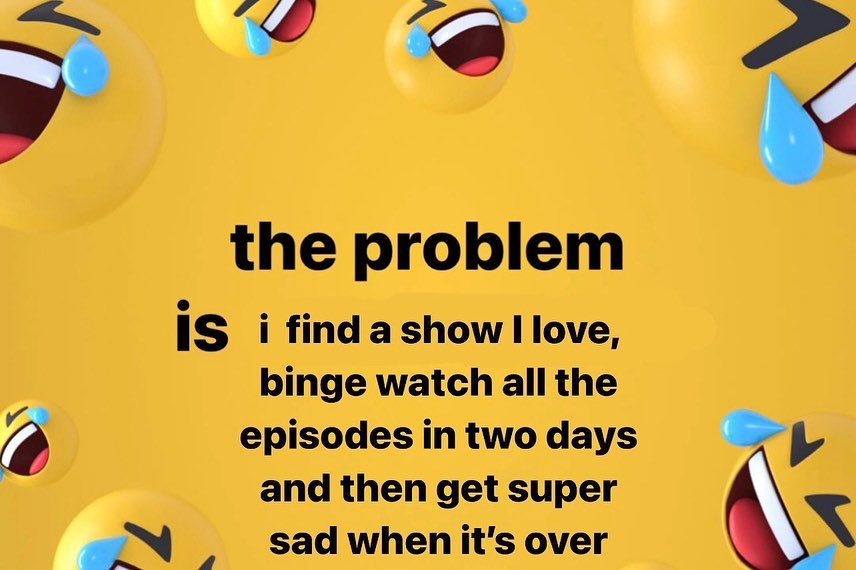 the problem
is i find a show I love,
binge watch all the
episodes in two days
and then get super
sad when it's over